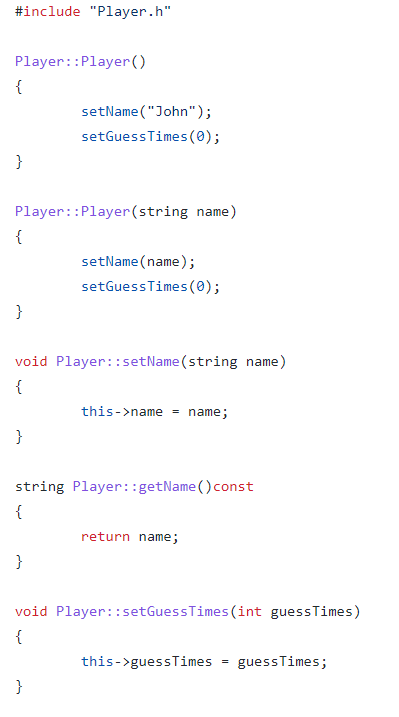 #include "Player.h"
Player::Player()
{
setName("John");
setGuessTimes(0);
}
Player::Player(string name)
{
setName(name);
setGuessTimes(0);
}
void Player::setName(string name)
{
this->name = name;
}
string Player::getName()const
{
return name;
}
void Player::setGuessTimes(int guessTimes)
{
this->guessTimes = guessTimes;
}